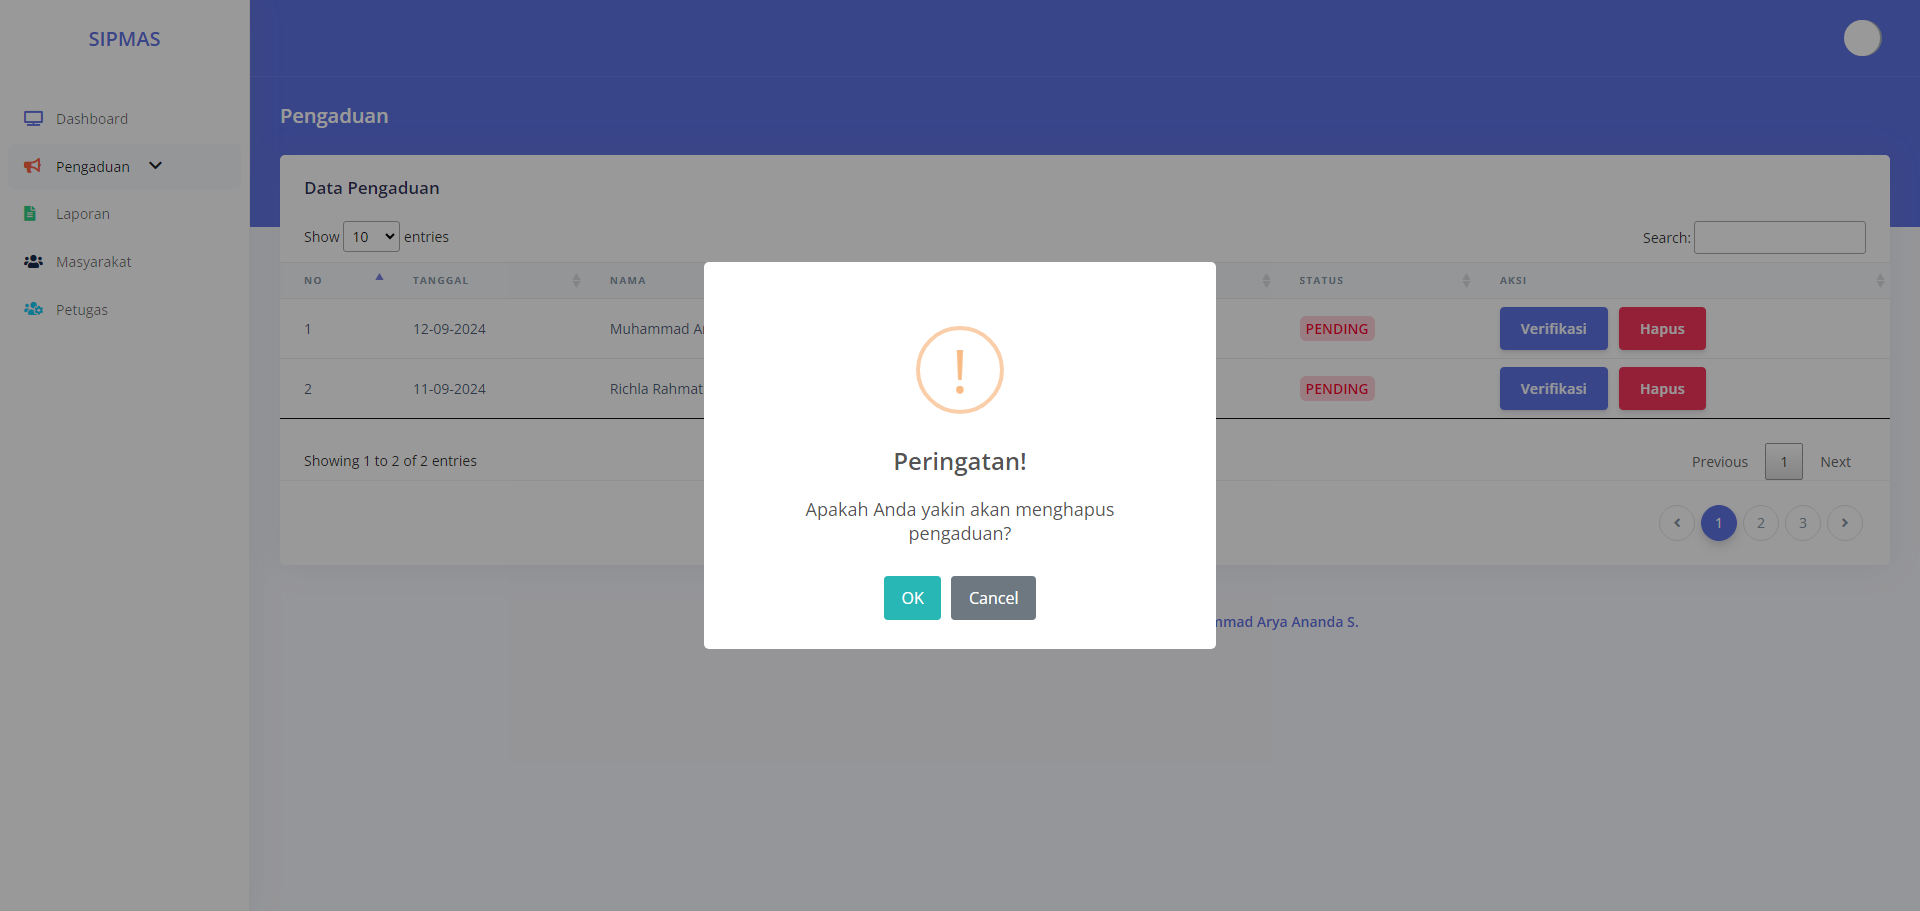 SIPMAS
Dashboard
Pengaduan
Laporan
Masyarakat
Petugas
Pengaduan
Data Pengaduan
Show 10 entries
Search:
NO TANGGAL NAMA STATUS AKSI
1 12-09-2024 Muhammad PENDING Verifikasi Hapus
2 11-09-2024 Richla Rahmat PENDING Verifikasi Hapus
Showing 1 to 2 of 2 entries
Previous 1 Next
1 2 3
Peringatan!
Apakah Anda yakin akan menghapus
pengaduan?
OK Cancel
Arya Ananda S.